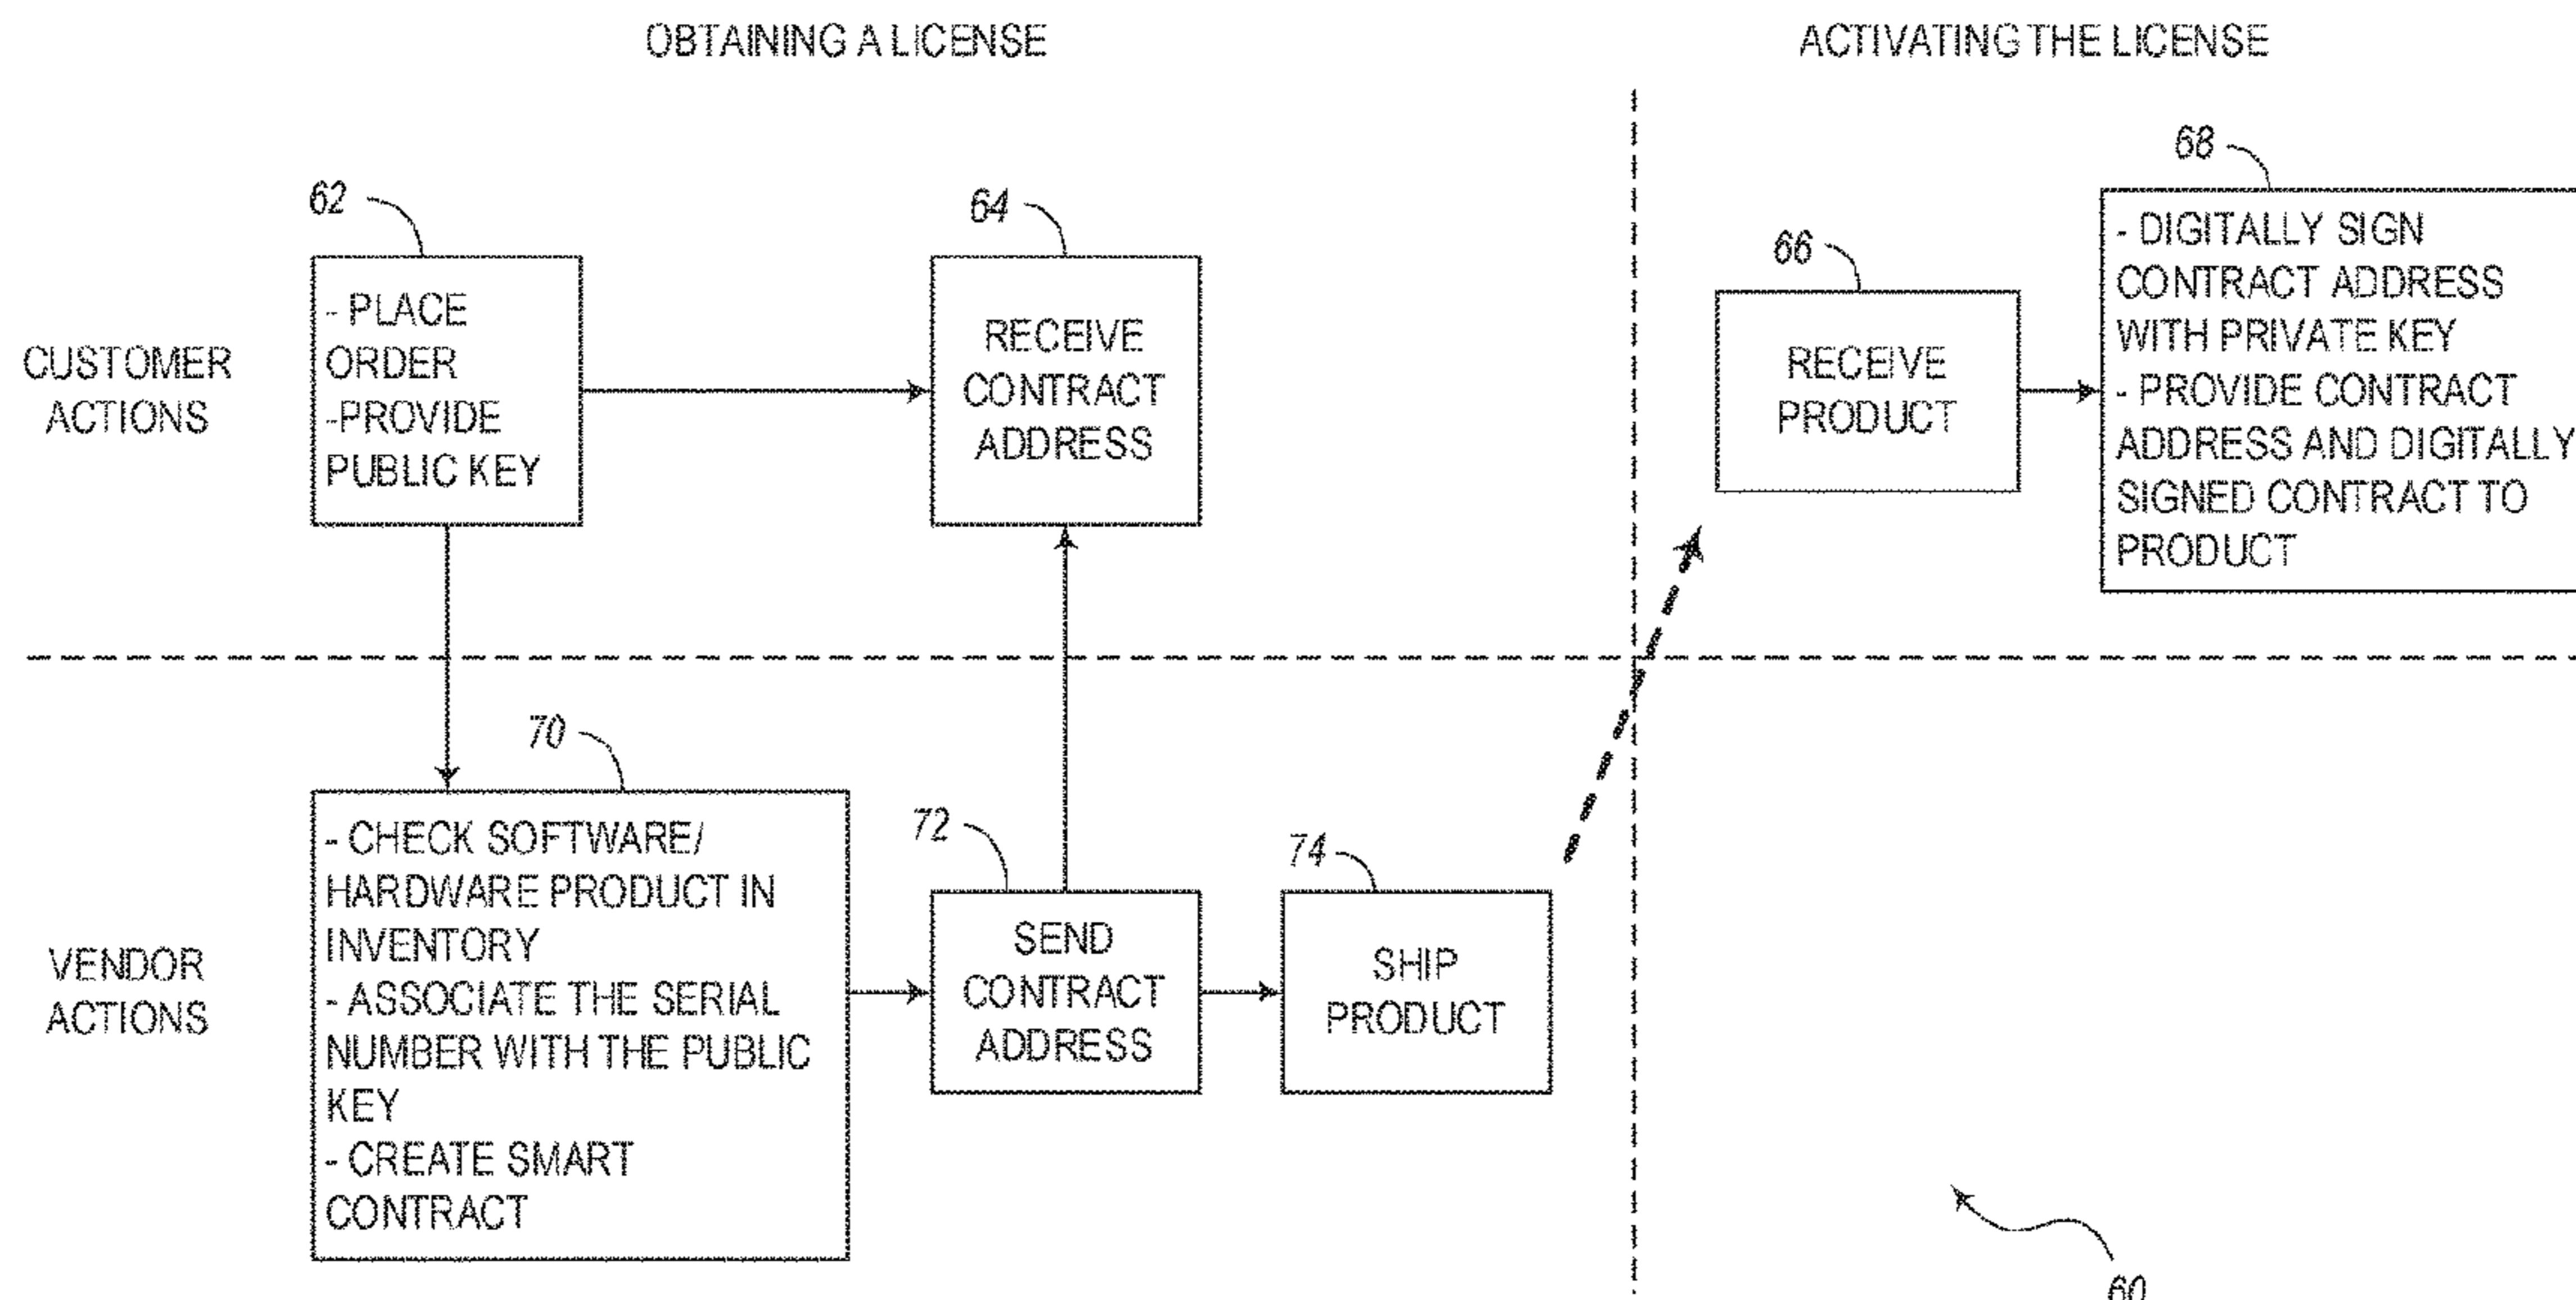 OBTAINING A LICENSE
ACTIVATING THE LICENSE
CUSTOMER
ACTIONS
62
- PLACE
ORDER
-PROVIDE
PUBLIC KEY
64
RECEIVE
CONTRACT
ADDRESS
66
RECEIVE
PRODUCT
68
- DIGITALLY SIGN
CONTRACT ADDRESS
WITH PRIVATE KEY
- PROVIDE CONTRACT
ADDRESS AND DIGITALLY
SIGNED CONTRACT TO
PRODUCT
VENDOR
ACTIONS
70
- CHECK SOFTWARE/
HARDWARE PRODUCT IN
INVENTORY
- ASSOCIATE THE SERIAL
NUMBER WITH THE PUBLIC
KEY
- CREATE SMART
CONTRACT
72
SEND
CONTRACT
ADDRESS
74
SHIP
PRODUCT
60